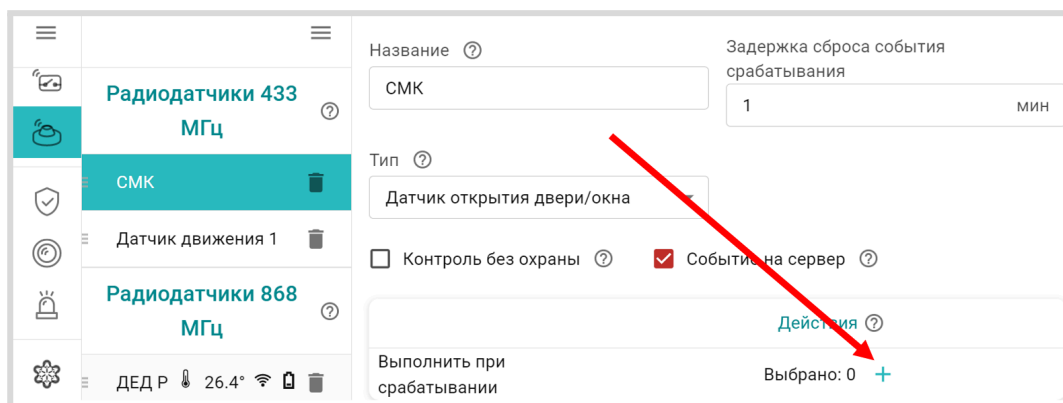 Радиодатчики 433
МГц
СМК
Датчик движения 1
Радиодатчики 868
МГц
ДЕД Р 26.4°
Название
СМК
Задержка сброса события
срабатывания
1 мин
Тип
Датчик открытия двери/окна
Контроль без охраны
Событие на сервер
Действия
Выполнить при
срабатывании
Выбрано: 0 +